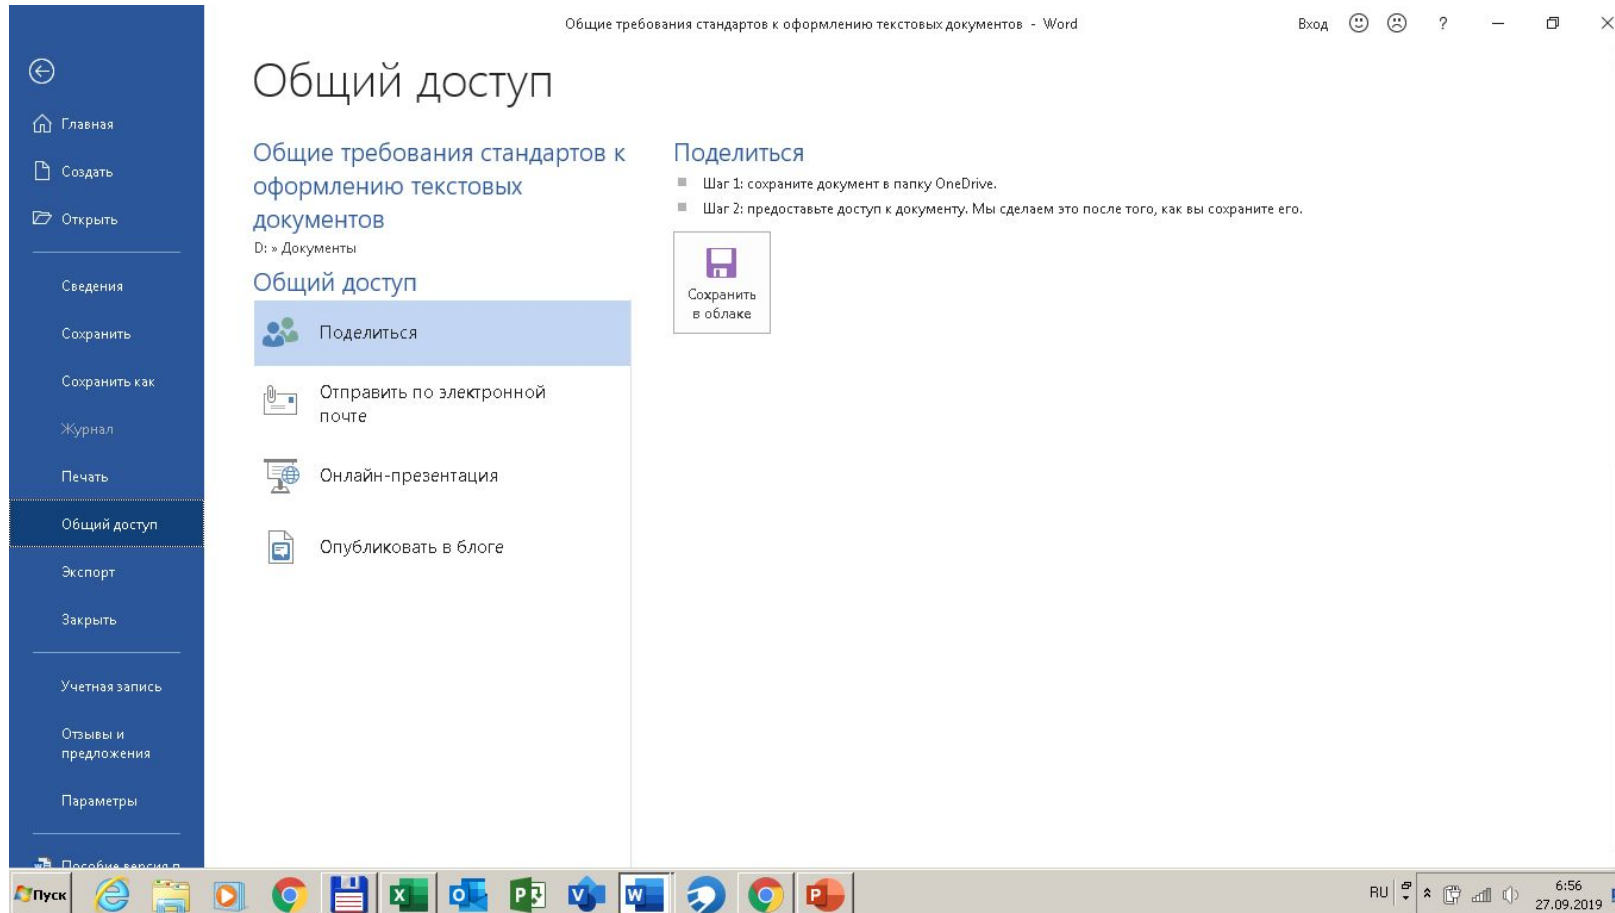 Общие требования стандартов к оформлению текстовых документов - Word
Вход
?
Общий доступ
Главная
Создать
Открыть
Сведения
Сохранить
Сохранить как
Журнал
Печать
Общий доступ
Экспорт
Закрыть
Учетная запись
Отзывы и
предложения
Параметры
Пособие версия п
Общие требования стандартов к
оформлению текстовых
документов
D: » Документы
Общий доступ
Поделиться
Отправить по электронной
почте
Онлайн-презентация
Опубликовать в блоге
Поделиться
Шаг 1: сохраните документ в папку OneDrive.
Шаг 2: предоставьте доступ к документу. Мы сделаем это после того, как вы сохраните его.
Сохранить
в облаке
Пуск
RU
6:56
27.09.2019